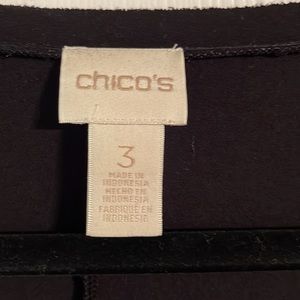 chico's
3
MADE IN
INDONESIA
HECHO EN
INDONESIA
FABRIQUÉ EN
INDONESIE